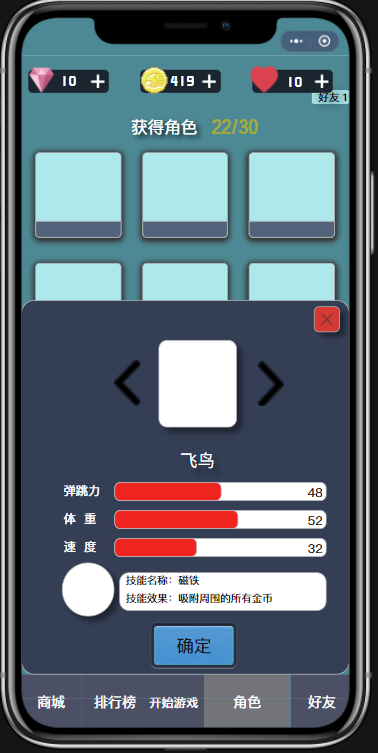 10 + 419 + 10 +
好友 1
获得角色 22/30
飞鸟
弹跳力 48
体 重 52
速 度 32
技能名称：磁铁
技能效果：吸附周围的所有金币
确定
商城 排行榜 开始游戏 角色 好友